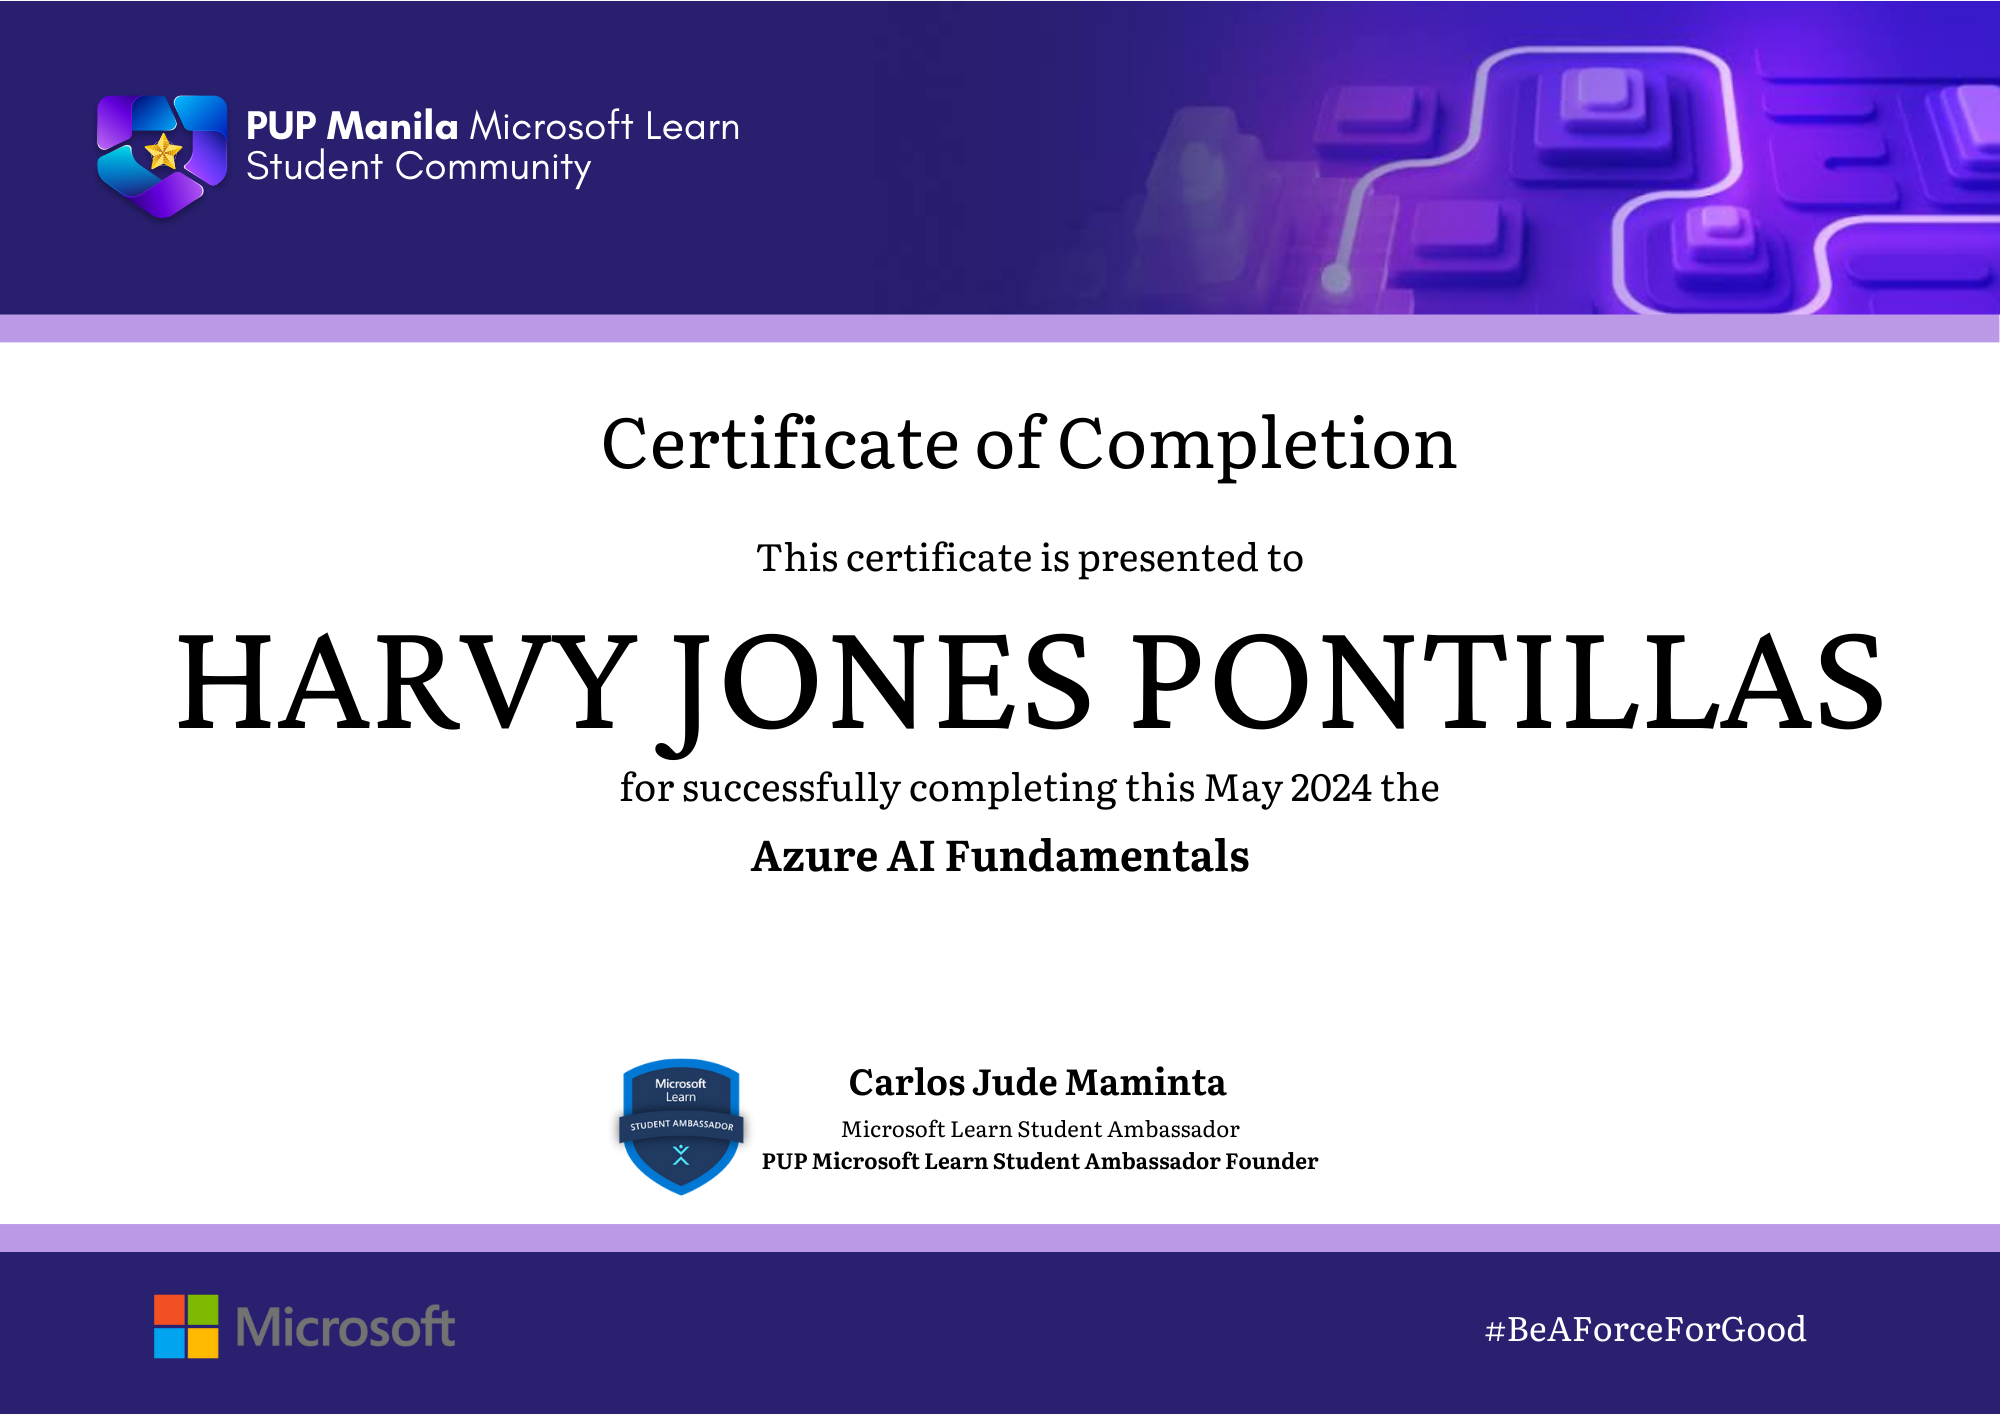 PUP Manila Microsoft Learn
Student Community
Certificate of Completion
This certificate is presented to
HARVY JONES PONTILLAS
for successfully completing this May 2024 the
Azure AI Fundamentals
Microsoft
Learn
STUDENT AMBASSADOR
Carlos Jude Maminta
Microsoft Learn Student Ambassador
PUP Microsoft Learn Student Ambassador Founder
Microsoft
#BeAForceForGood